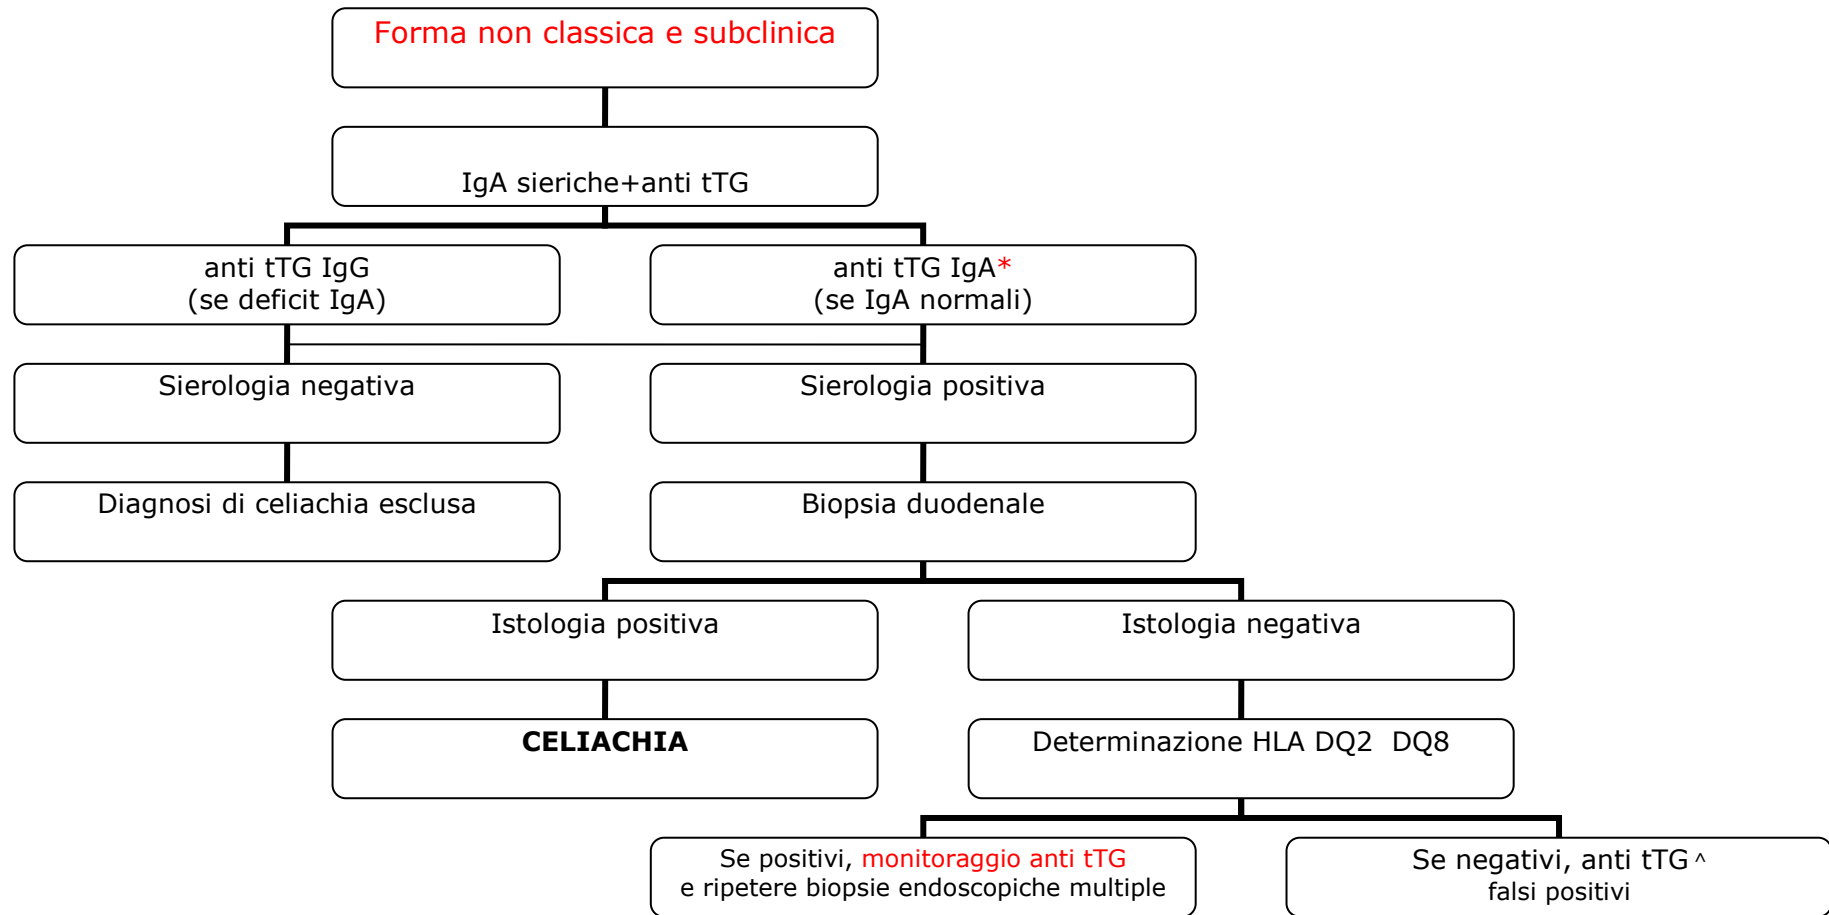 Forma non classica e subclinica
IgA sieriche+anti tTG
anti tTG IgG
(se deficit IgA)
anti tTG IgA*
(se IgA normali)
Sierologia negativa
Sierologia positiva
Diagnosi di celiachia esclusa
Biopsia duodenale
Istologia positiva
Istologia negativa
CELIACHIA
Determinazione HLA DQ2 DQ8
Se positivi, monitoraggio anti tTG
e ripetere biopsie endoscopiche multiple
Se negativi, anti tTG ^
falsi positivi